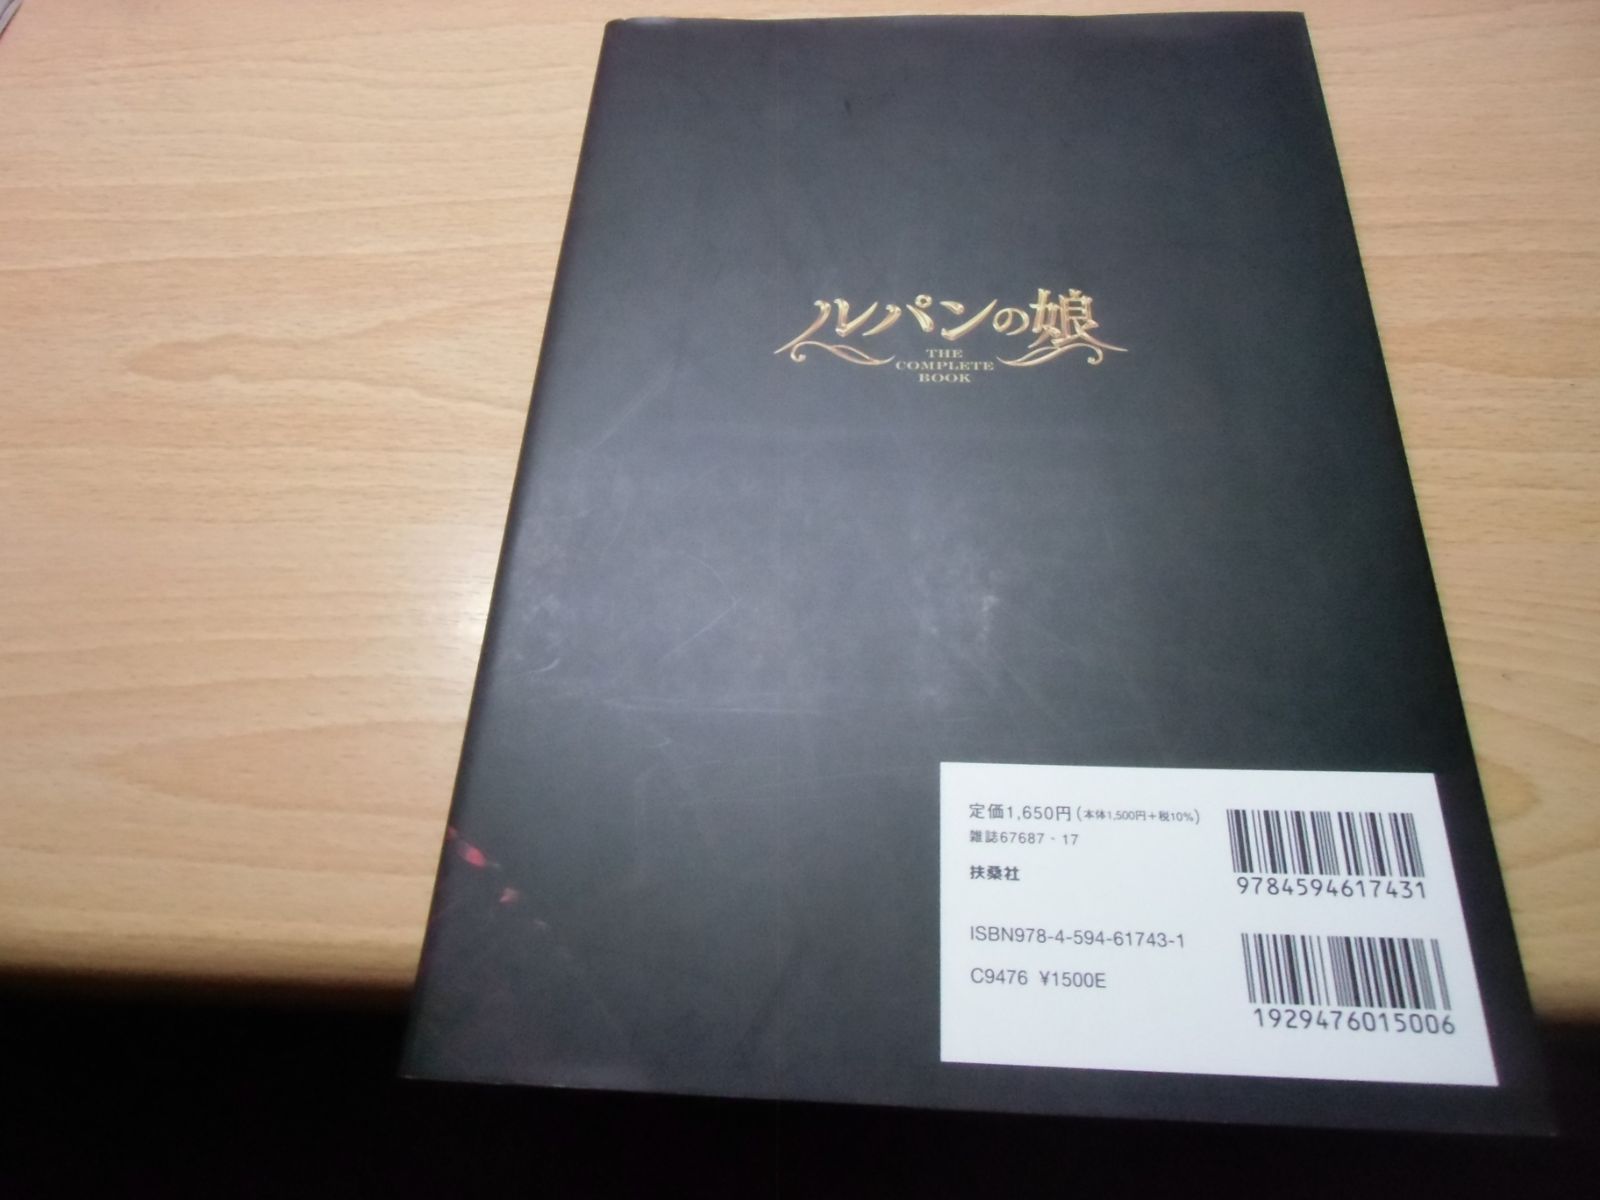 ルパンの娘
THE
COMPLETE
BOOK
定価1,650円(本体1,500円+税10%)
雑誌67687-17
扶桑社
9784594617431
ISBN978-4-594-61743-1
C9476 ¥1500E
1929476015006